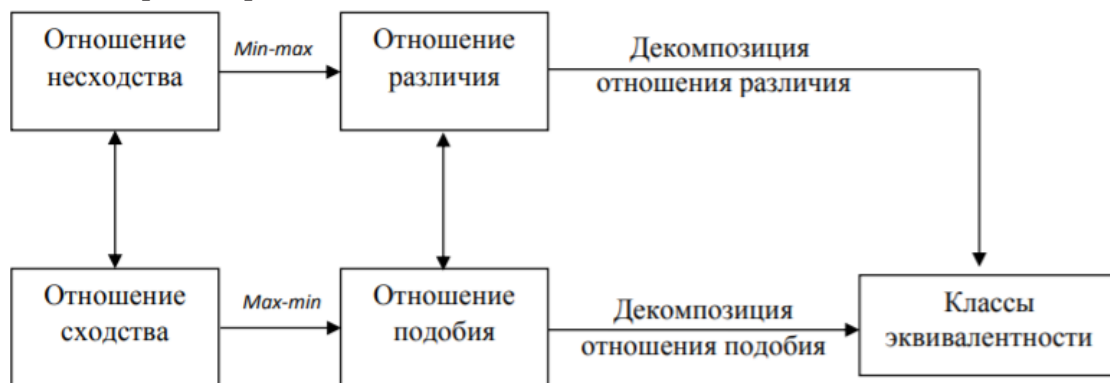 Отношение
несходства
Min-max
Отношение
различия
Декомпозиция
отношения различия
Отношение
сходства
Max-min
Отношение
подобия
Декомпозиция
отношения подобия
Классы
эквивалентности